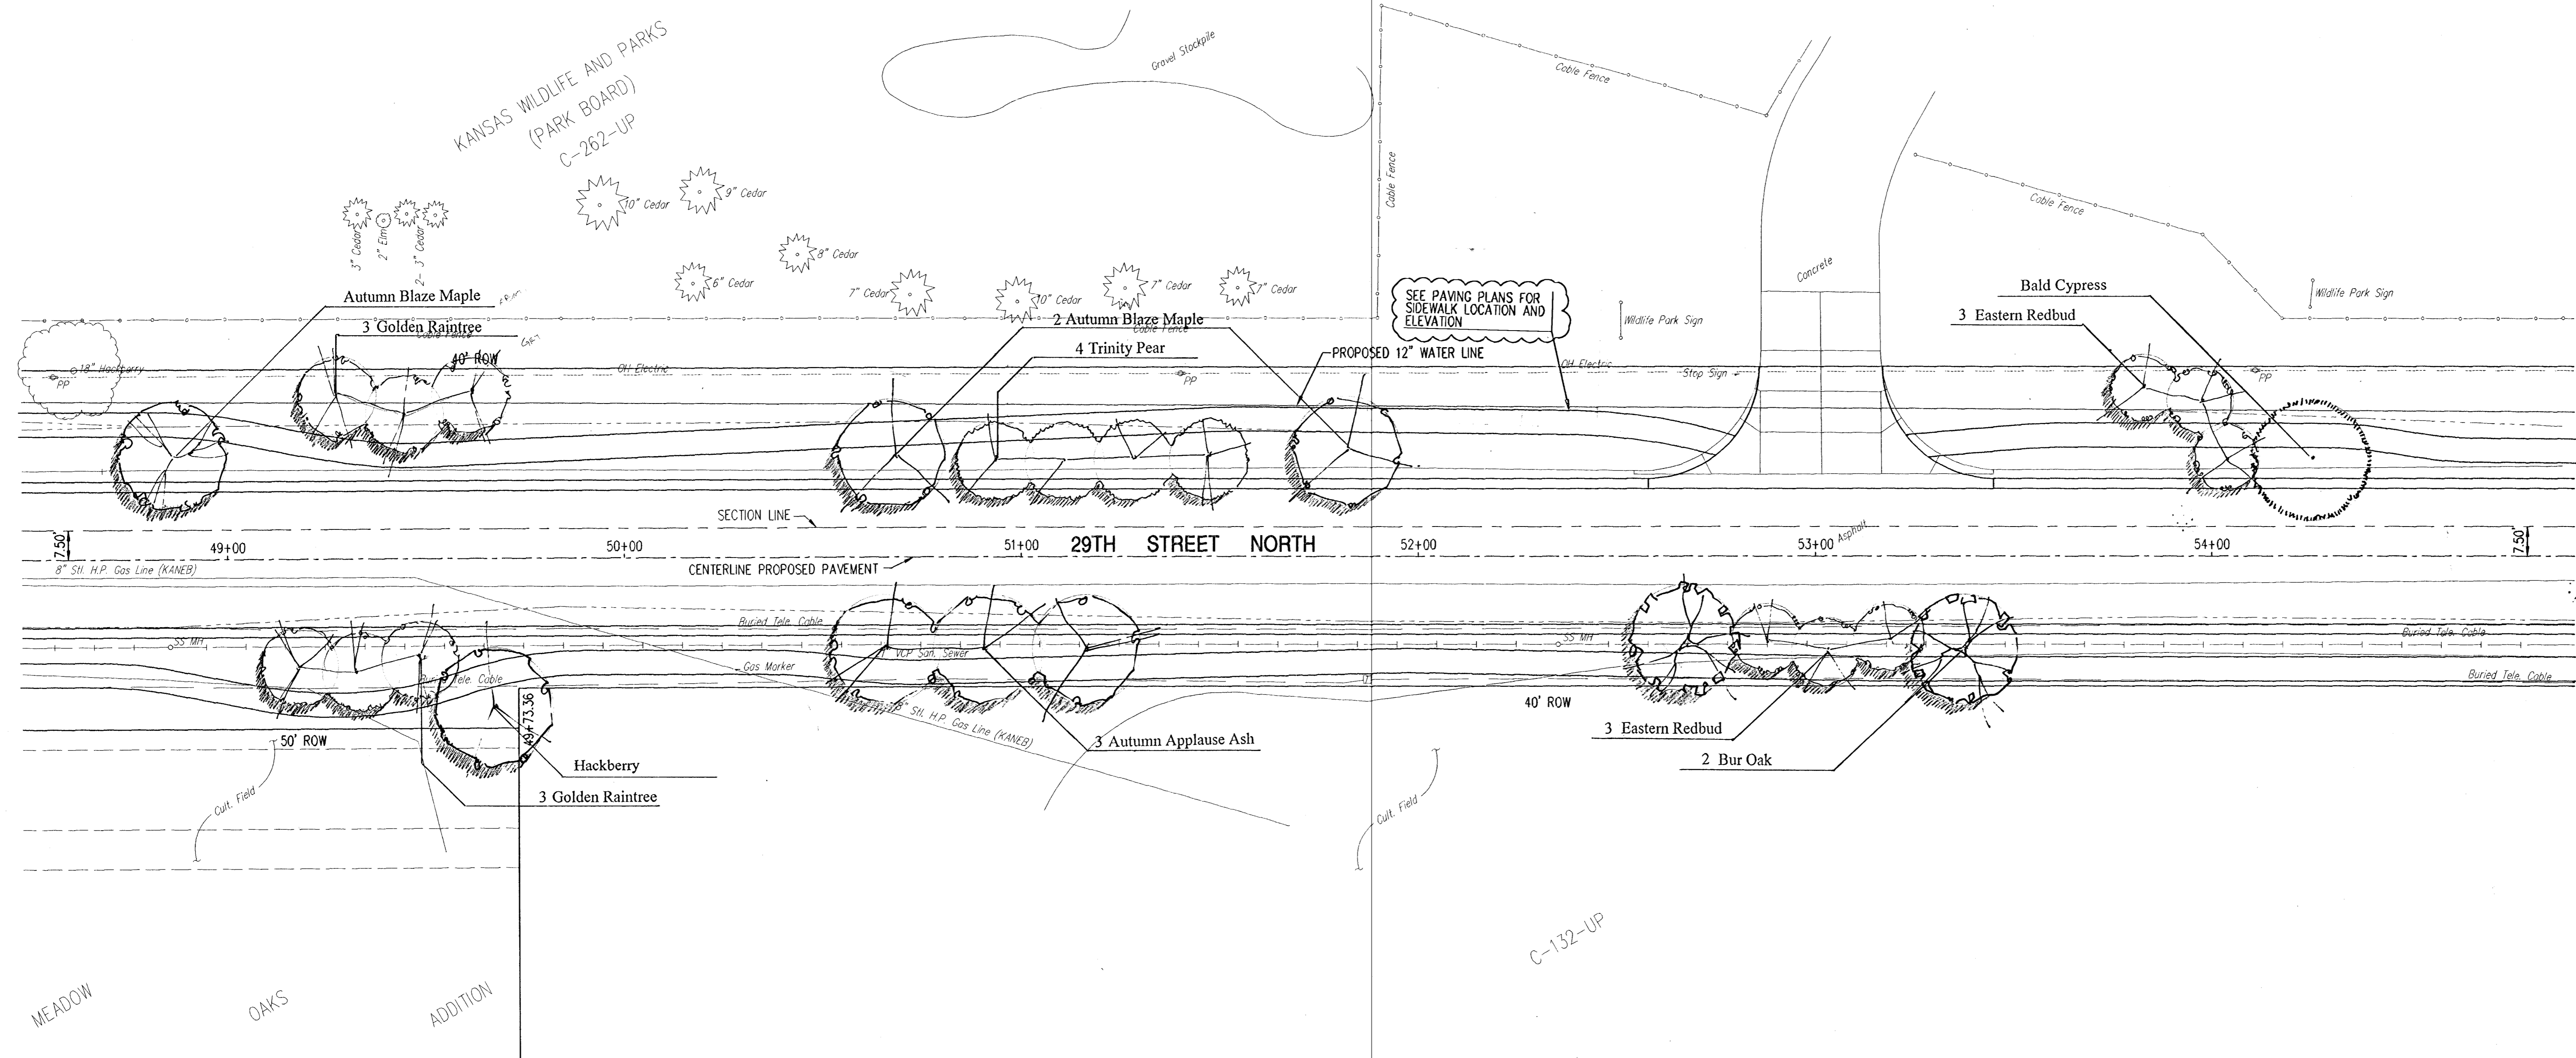 KANSAS WILDLIFE AND PARKS
(PARK BOARD)
C-262-UP
Gravel Stockpile
Cable Fence
Cable Fence
Cable Fence
10" Cedar
9" Cedar
3" Cedar
2" Elm
2- 3" Cedar
8" Cedar
6" Cedar
7" Cedar
10" Cedar
7" Cedar
7" Cedar
Concrete
Autumn Blaze Maple
3 Golden Raintree
Cable Fence
40' ROW
2 Autumn Blaze Maple
Cable Fence
4 Trinity Pear
SEE PAVING PLANS FOR
SIDEWALK LOCATION AND
ELEVATION
Wildlife Park Sign
Bald Cypress
3 Eastern Redbud
Wildlife Park Sign
PROPOSED 12" WATER LINE
18" Hackberry
PP
OH Electric
PP
OH Electric
Stop Sign
PP
SECTION LINE
7.50'
49+00
50+00
51+00
29TH STREET NORTH
52+00
53+00
Asphalt
54+00
7.50'
8" Stl. H.P. Gas Line (KANEB)
CENTERLINE PROPOSED PAVEMENT
Buried Tele. Cable
SS MH
VCP San. Sewer
Gas Marker
SS MH
Buried Tele. Cable
Buried Tele. Cable
Buried Tele. Cable
49+73.36
8" Stl. H.P. Gas Line (KANEB)
40' ROW
50' ROW
3 Autumn Applause Ash
3 Eastern Redbud
2 Bur Oak
Hackberry
3 Golden Raintree
Cult. Field
Cult. Field
C-132-UP
MEADOW OAKS ADDITION